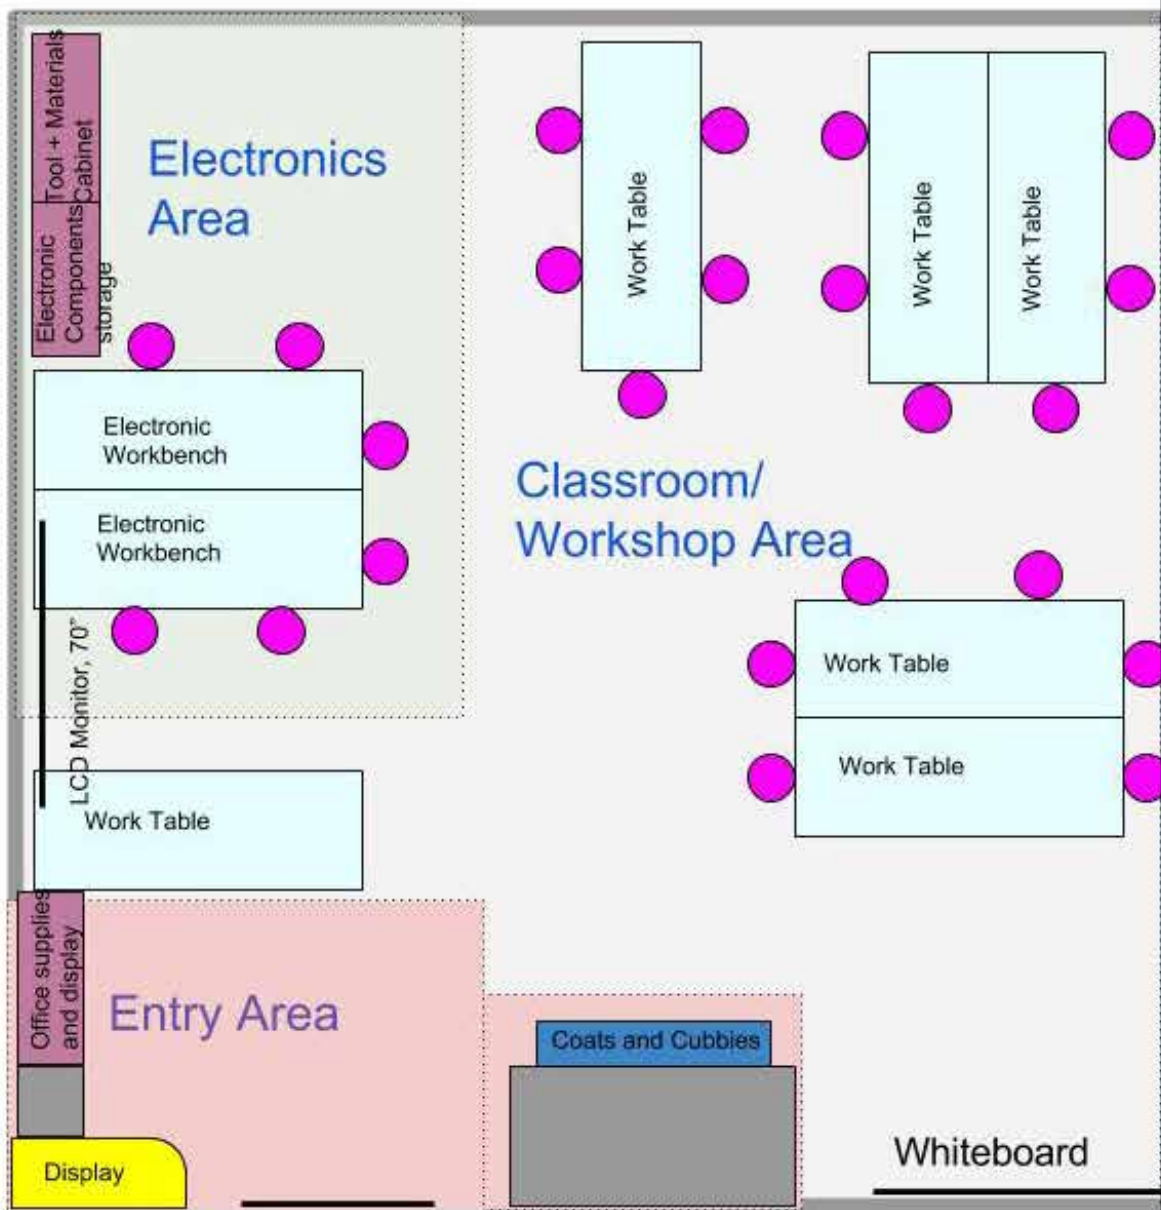 Tool + Materials
Cabinet
Electronic
Components
storage
Electronics
Area
Work Table
Work Table
Work Table
Electronic
Workbench
Electronic
Workbench
Classroom/
Workshop Area
LCD Monitor, 70”
Work Table
Work Table
Work Table
Office supplies
and display
Entry Area
Coats and Cubbies
Display
Whiteboard